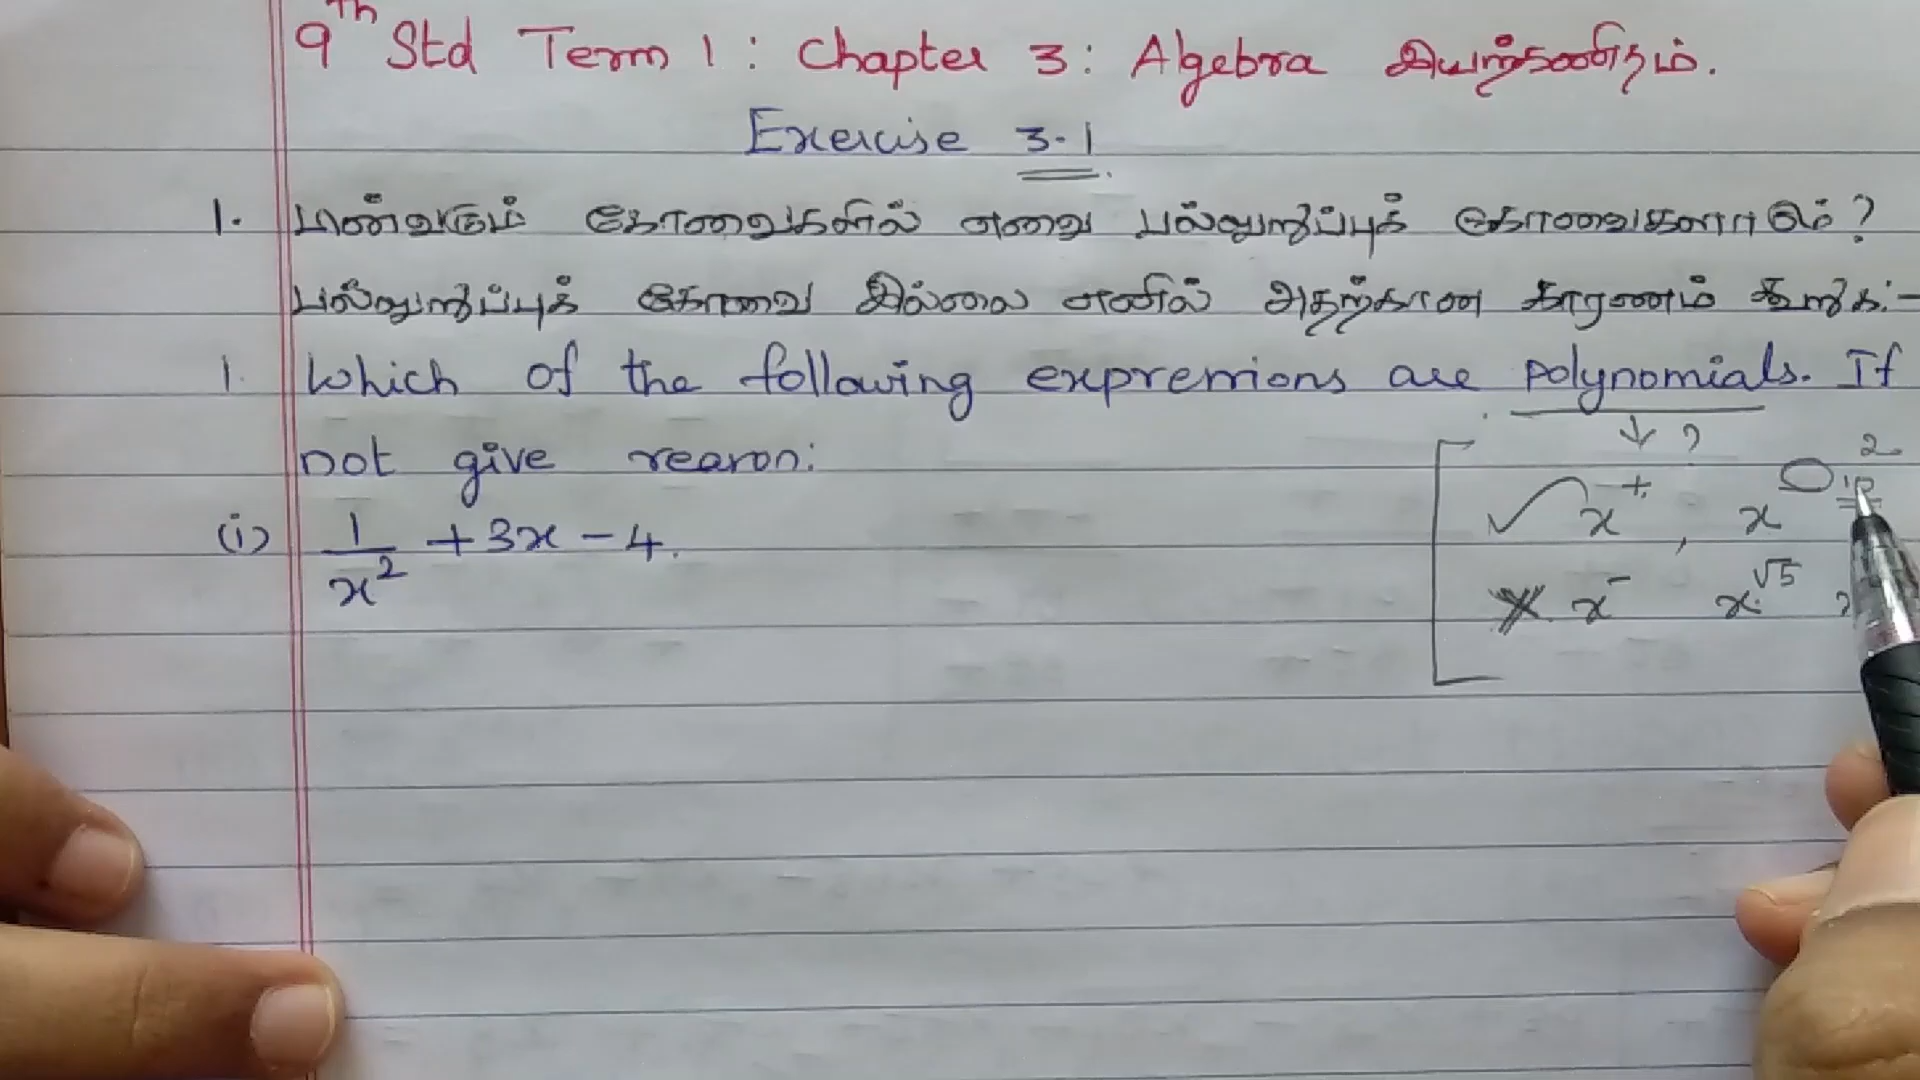 9th Std Term 1 : Chapter 3 : Algebra இயற்கணிதம்.
Exercise 3.1
1. பின்வரும் கோவைகளில் எவை பல்லுறுப்புக் கோவைகளாகும்?
பல்லுறுப்புக் கோவை இல்லை எனில் அதற்கான காரணம் கூறுக:-
1. Which of the following expressions are polynomials. If
not give reason:
(i) 1/x² + 3x - 4.
↓ ?
✓ x⁺ , x
✗ x⁻ x^√5